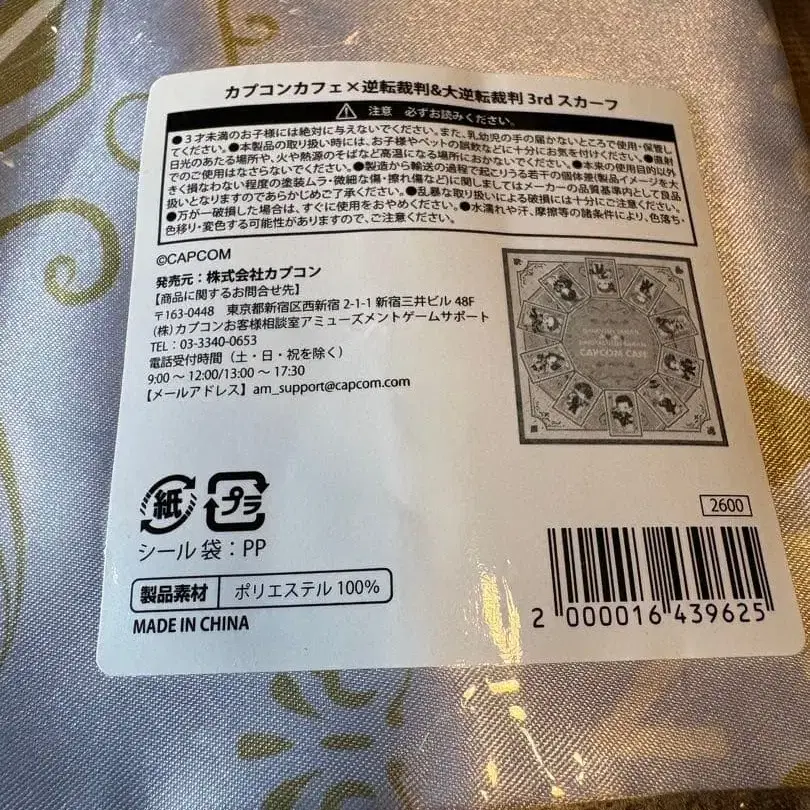 カプコンカフェ×逆転裁判&大逆転裁判 3rd スカーフ
注意 必ずお読みください。
●3才未満のお子様には絶対に与えないでください。また、乳幼児の手の届かないところで使用・保管し
てください。●本製品の取り扱い時には、お子様やペットの誤飲などに十分にお気を付けください。●直射
日光のあたる場所や、火や熱源のそばなど高温になる場所におかないでください。●本来の使用目的以外
でのご使用はなさらないでください。●製造から輸送の過程で起こりうる若干の個体差(製品イメージを大
きく損なわない程度の塗装ムラ・微細な傷・擦れ傷など)に関しましてはメーカーの品質基準内として良品
扱いとなりますのであらかじめご了承ください。●乱暴な取り扱いによる破損には十分にご注意ください。
●万が一破損した場合は、すぐに使用をおやめください。●水濡れや汗、摩擦等の諸条件により、色落ち・
色移り・変色する可能性がありますので、ご注意ください。
©CAPCOM
発売元:株式会社カプコン
【商品に関するお問合せ先】
〒163-0448 東京都新宿区西新宿 2-1-1 新宿三井ビル 48F
(株)カプコンお客様相談室アミューズメントゲームサポート
TEL:03-3340-0653
電話受付時間(土・日・祝を除く)
9:00 ~ 12:00/13:00 ~ 17:30
【メールアドレス】am_support@capcom.com
CAPCOM CAFE
紙 プラ
シール 袋:PP
製品素材 ポリエステル 100%
MADE IN CHINA
2600
2 000016 439625